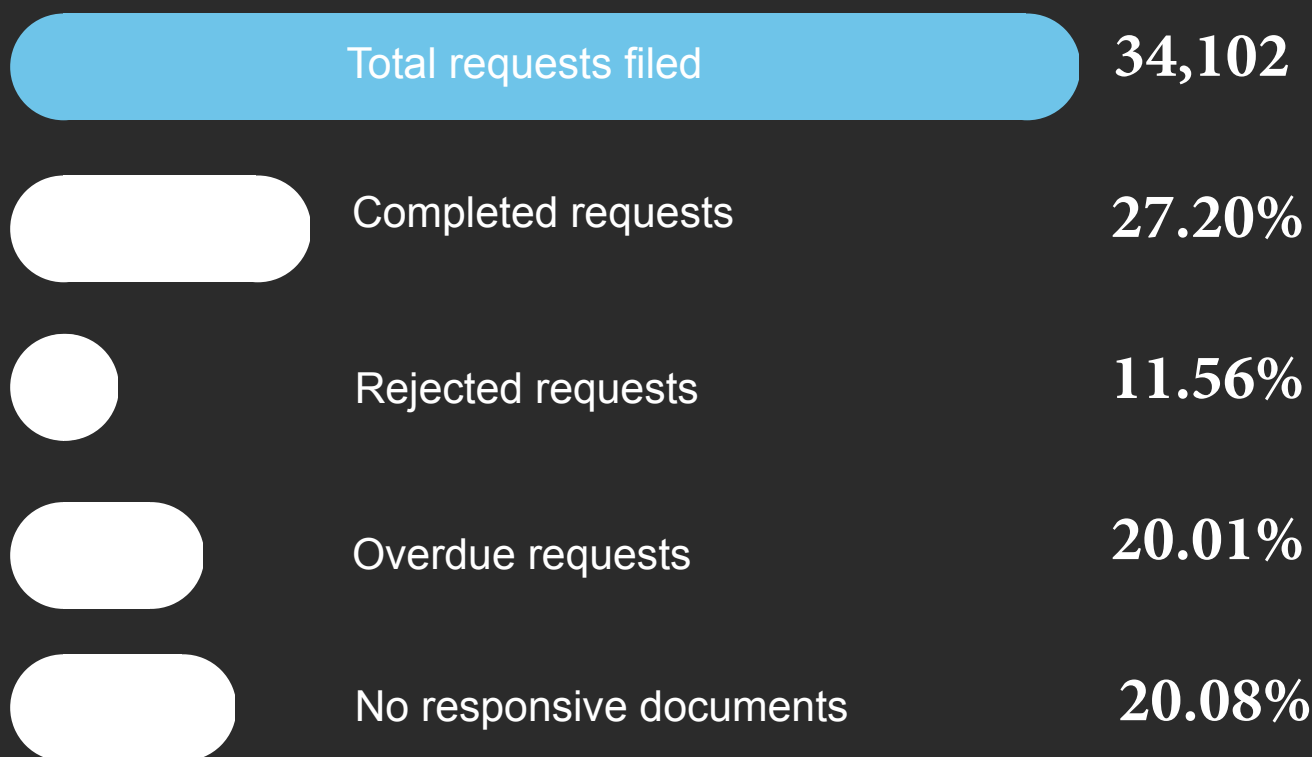 Total requests filed 34,102
Completed requests 27.20%
Rejected requests 11.56%
Overdue requests 20.01%
No responsive documents 20.08%